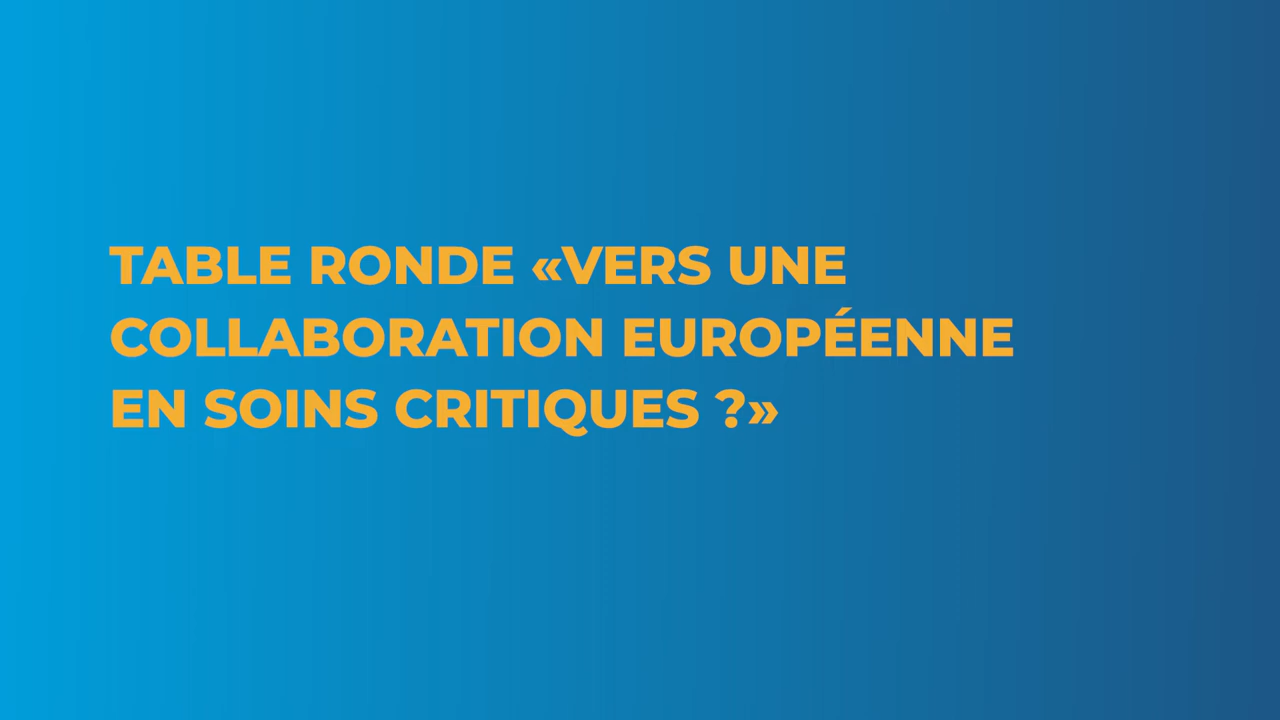 TABLE RONDE «VERS UNE
COLLABORATION EUROPÉENNE
EN SOINS CRITIQUES ?»